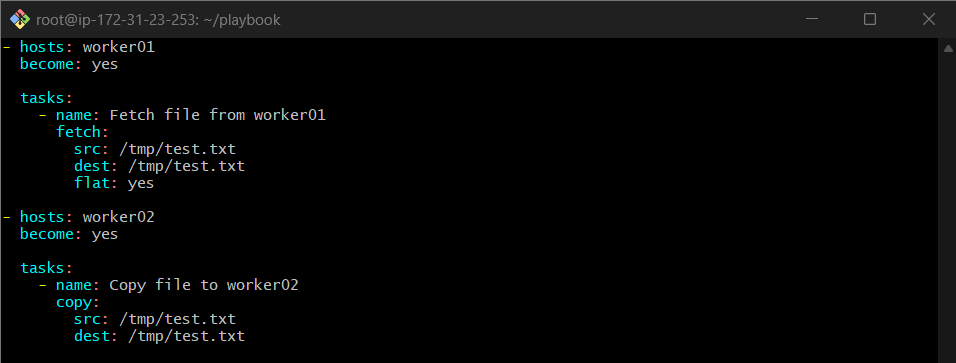 root@ip-172-31-23-253: ~/playbook
- hosts: worker01
  become: yes
  tasks:
    - name: Fetch file from worker01
      fetch:
        src: /tmp/test.txt
        dest: /tmp/test.txt
        flat: yes
- hosts: worker02
  become: yes
  tasks:
    - name: Copy file to worker02
      copy:
        src: /tmp/test.txt
        dest: /tmp/test.txt